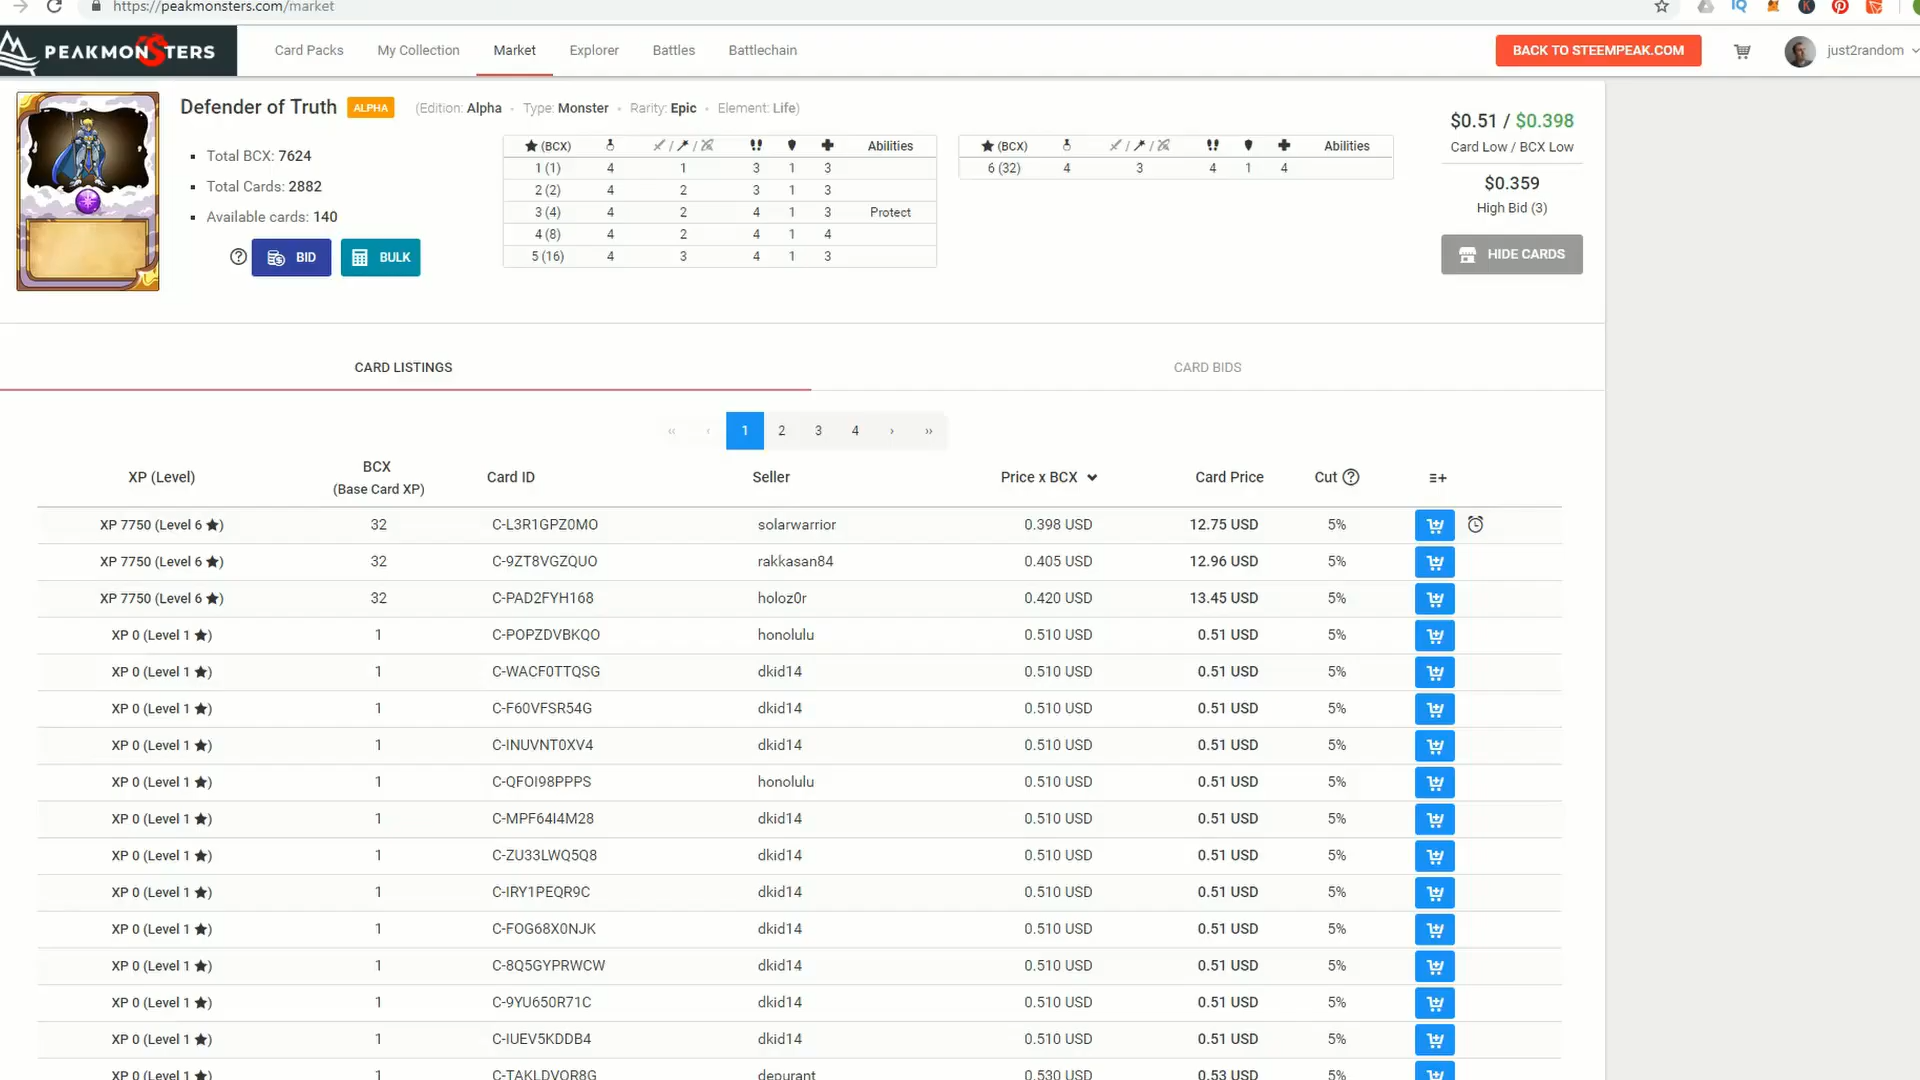 https://peakmonsters.com/market
PEAKMONSTERS
Card Packs My Collection Market Explorer Battles Battlechain BACK TO STEEMPEAK.COM just2random
Defender of Truth ALPHA (Edition: Alpha - Type: Monster • Rarity: Epic • Element: Life)
Total BCX: 7624
Total Cards: 2882
Available cards: 140
BID BULK
(BCX) / / Abilities
1 (1) 4 1 3 1 3
2 (2) 4 2 3 1 3
3 (4) 4 2 4 1 3 Protect
4 (8) 4 2 4 1 4
5 (16) 4 3 4 1 3
(BCX) / / Abilities
6 (32) 4 3 4 1 4
$0.51 / $0.398
Card Low / BCX Low
$0.359
High Bid (3)
HIDE CARDS
CARD LISTINGS CARD BIDS
‹‹ ‹ 1 2 3 4 › ››
XP (Level) BCX (Base Card XP) Card ID Seller Price x BCX Card Price Cut ?
XP 7750 (Level 6 ★) 32 C-L3R1GPZ0MO solarwarrior 0.398 USD 12.75 USD 5%
XP 7750 (Level 6 ★) 32 C-9ZT8VGZQUO rakkasan84 0.405 USD 12.96 USD 5%
XP 7750 (Level 6 ★) 32 C-PAD2FYH168 holoz0r 0.420 USD 13.45 USD 5%
XP 0 (Level 1 ★) 1 C-POPZDVBKQO honolulu 0.510 USD 0.51 USD 5%
XP 0 (Level 1 ★) 1 C-WACF0TTQSG dkid14 0.510 USD 0.51 USD 5%
XP 0 (Level 1 ★) 1 C-F60VFSR54G dkid14 0.510 USD 0.51 USD 5%
XP 0 (Level 1 ★) 1 C-INUVNT0XV4 dkid14 0.510 USD 0.51 USD 5%
XP 0 (Level 1 ★) 1 C-QFOI98PPPS honolulu 0.510 USD 0.51 USD 5%
XP 0 (Level 1 ★) 1 C-MPF64I4M28 dkid14 0.510 USD 0.51 USD 5%
XP 0 (Level 1 ★) 1 C-ZU33LWQ5Q8 dkid14 0.510 USD 0.51 USD 5%
XP 0 (Level 1 ★) 1 C-IRY1PEQR9C dkid14 0.510 USD 0.51 USD 5%
XP 0 (Level 1 ★) 1 C-FOG68X0NJK dkid14 0.510 USD 0.51 USD 5%
XP 0 (Level 1 ★) 1 C-8Q5GYPRWCW dkid14 0.510 USD 0.51 USD 5%
XP 0 (Level 1 ★) 1 C-9YU650R71C dkid14 0.510 USD 0.51 USD 5%
XP 0 (Level 1 ★) 1 C-IUEV5KDDB4 dkid14 0.510 USD 0.51 USD 5%
XP 0 (Level 1 ★) 1 C-TAKLDVOR8G depurant 0.530 USD 0.53 USD 5%